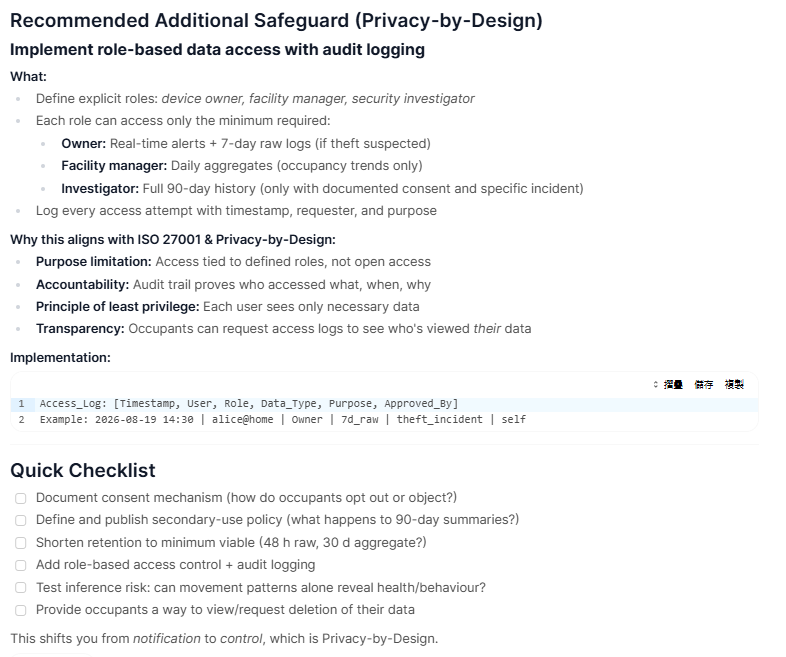 Recommended Additional Safeguard (Privacy-by-Design)
Implement role-based data access with audit logging
What:
Define explicit roles: device owner, facility manager, security investigator
Each role can access only the minimum required:
Owner: Real-time alerts + 7-day raw logs (if theft suspected)
Facility manager: Daily aggregates (occupancy trends only)
Investigator: Full 90-day history (only with documented consent and specific incident)
Log every access attempt with timestamp, requester, and purpose
Why this aligns with ISO 27001 & Privacy-by-Design:
Purpose limitation: Access tied to defined roles, not open access
Accountability: Audit trail proves who accessed what, when, why
Principle of least privilege: Each user sees only necessary data
Transparency: Occupants can request access logs to see who's viewed their data
Implementation:
摺疊 儲存 複製
1 Access_Log: [Timestamp, User, Role, Data_Type, Purpose, Approved_By]
2 Example: 2026-08-19 14:30 | alice@home | Owner | 7d_raw | theft_incident | self
Quick Checklist
Document consent mechanism (how do occupants opt out or object?)
Define and publish secondary-use policy (what happens to 90-day summaries?)
Shorten retention to minimum viable (48 h raw, 30 d aggregate?)
Add role-based access control + audit logging
Test inference risk: can movement patterns alone reveal health/behaviour?
Provide occupants a way to view/request deletion of their data
This shifts you from notification to control, which is Privacy-by-Design.